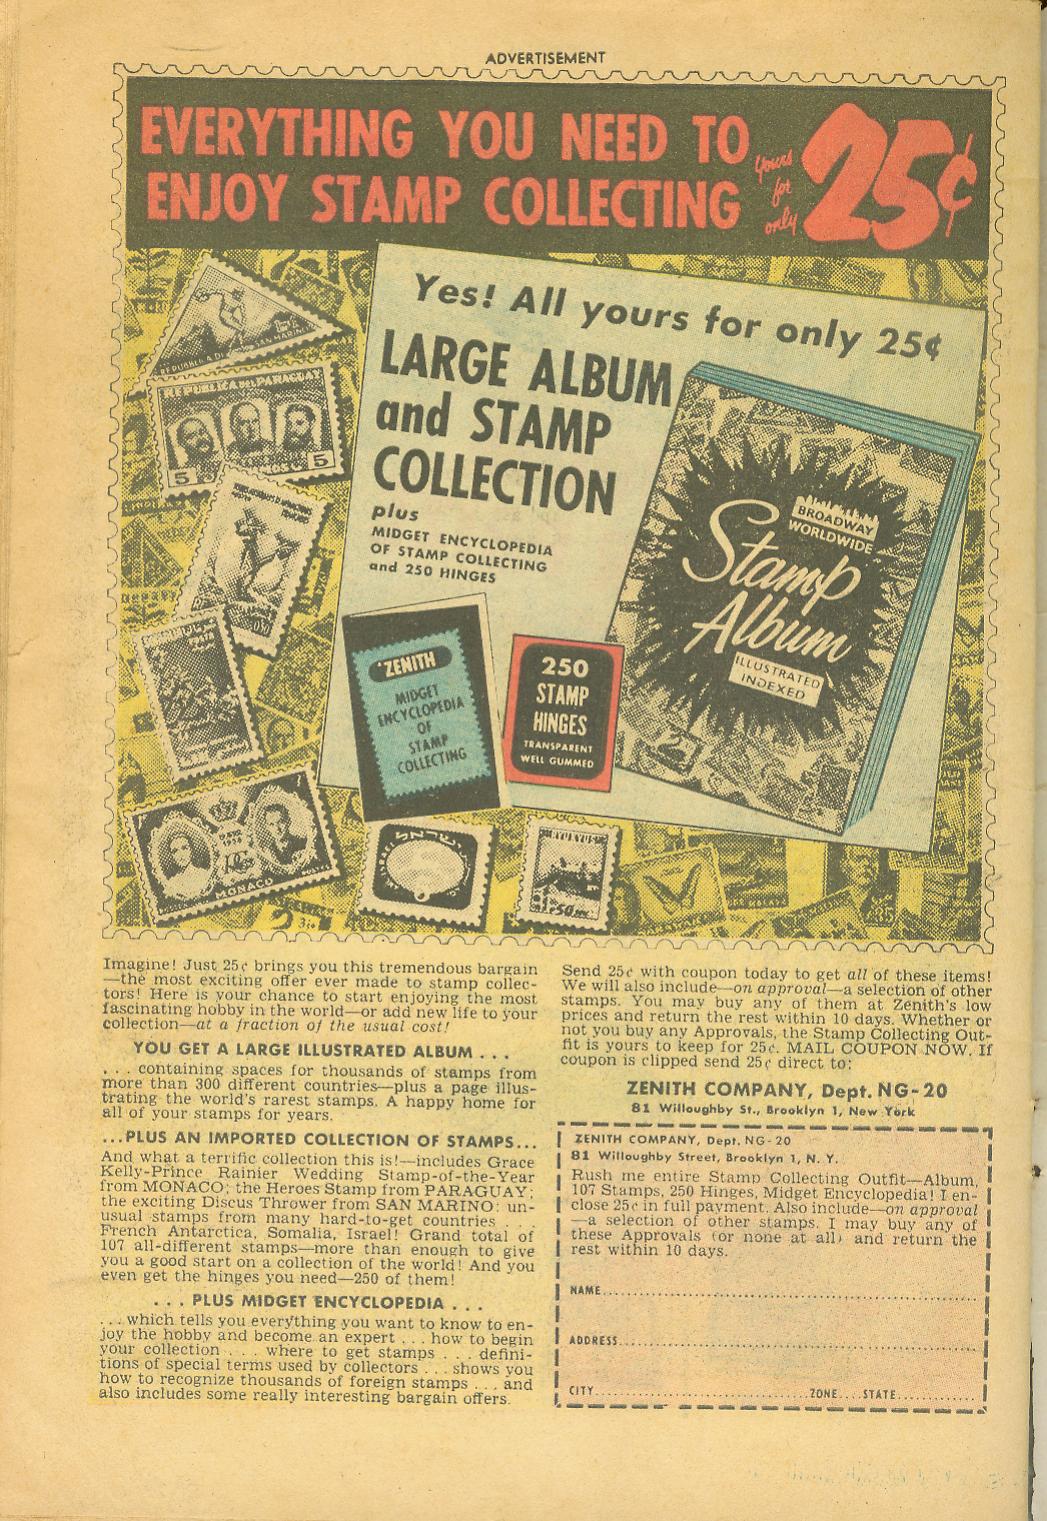 ADVERTISEMENT
EVERYTHING YOU NEED TO
ENJOY STAMP COLLECTING
yours
for
only
25¢
Yes! All yours for only 25¢
LARGE ALBUM
and STAMP
COLLECTION
plus
MIDGET ENCYCLOPEDIA
OF STAMP COLLECTING
and 250 HINGES
BROADWAY
WORLDWIDE
Stamp
Album
ILLUSTRATED
INDEXED
ZENITH
MIDGET
ENCYCLOPEDIA
OF
STAMP
COLLECTING
250
STAMP
HINGES
TRANSPARENT
WELL GUMMED
REPUBBLICA DI SAN MARINO
REPUBLICA DEL PARAGUAY
5 5
MONACO
RYUKYUS
Imagine! Just 25¢ brings you this tremendous bargain
—the most exciting offer ever made to stamp collec-
tors! Here is your chance to start enjoying the most
fascinating hobby in the world—or add new life to your
collection—at a fraction of the usual cost!
YOU GET A LARGE ILLUSTRATED ALBUM . . .
. . . containing spaces for thousands of stamps from
more than 300 different countries—plus a page illus-
trating the world's rarest stamps. A happy home for
all of your stamps for years.
...PLUS AN IMPORTED COLLECTION OF STAMPS...
And what a terrific collection this is!—includes Grace
Kelly-Prince Rainier Wedding Stamp-of-the-Year
from MONACO; the Heroes Stamp from PARAGUAY;
the exciting Discus Thrower from SAN MARINO; un-
usual stamps from many hard-to-get countries . . .
French Antarctica, Somalia, Israel! Grand total of
107 all-different stamps—more than enough to give
you a good start on a collection of the world! And you
even get the hinges you need—250 of them!
. . . PLUS MIDGET ENCYCLOPEDIA . . .
. . . which tells you everything you want to know to en-
joy the hobby and become an expert . . . how to begin
your collection . . . where to get stamps . . . defini-
tions of special terms used by collectors . . . shows you
how to recognize thousands of foreign stamps . . . and
also includes some really interesting bargain offers.
Send 25¢ with coupon today to get all of these items!
We will also include—on approval—a selection of other
stamps. You may buy any of them at Zenith's low
prices and return the rest within 10 days. Whether or
not you buy any Approvals, the Stamp Collecting Out-
fit is yours to keep for 25¢. MAIL COUPON NOW. If
coupon is clipped send 25¢ direct to:
ZENITH COMPANY, Dept. NG-20
81 Willoughby St., Brooklyn 1, New York
ZENITH COMPANY, Dept. NG-20
81 Willoughby Street, Brooklyn 1, N. Y.
Rush me entire Stamp Collecting Outfit—Album,
107 Stamps, 250 Hinges, Midget Encyclopedia! I en-
close 25¢ in full payment. Also include—on approval
—a selection of other stamps. I may buy any of
these Approvals (or none at all) and return the
rest within 10 days.
NAME
ADDRESS
CITY ZONE STATE